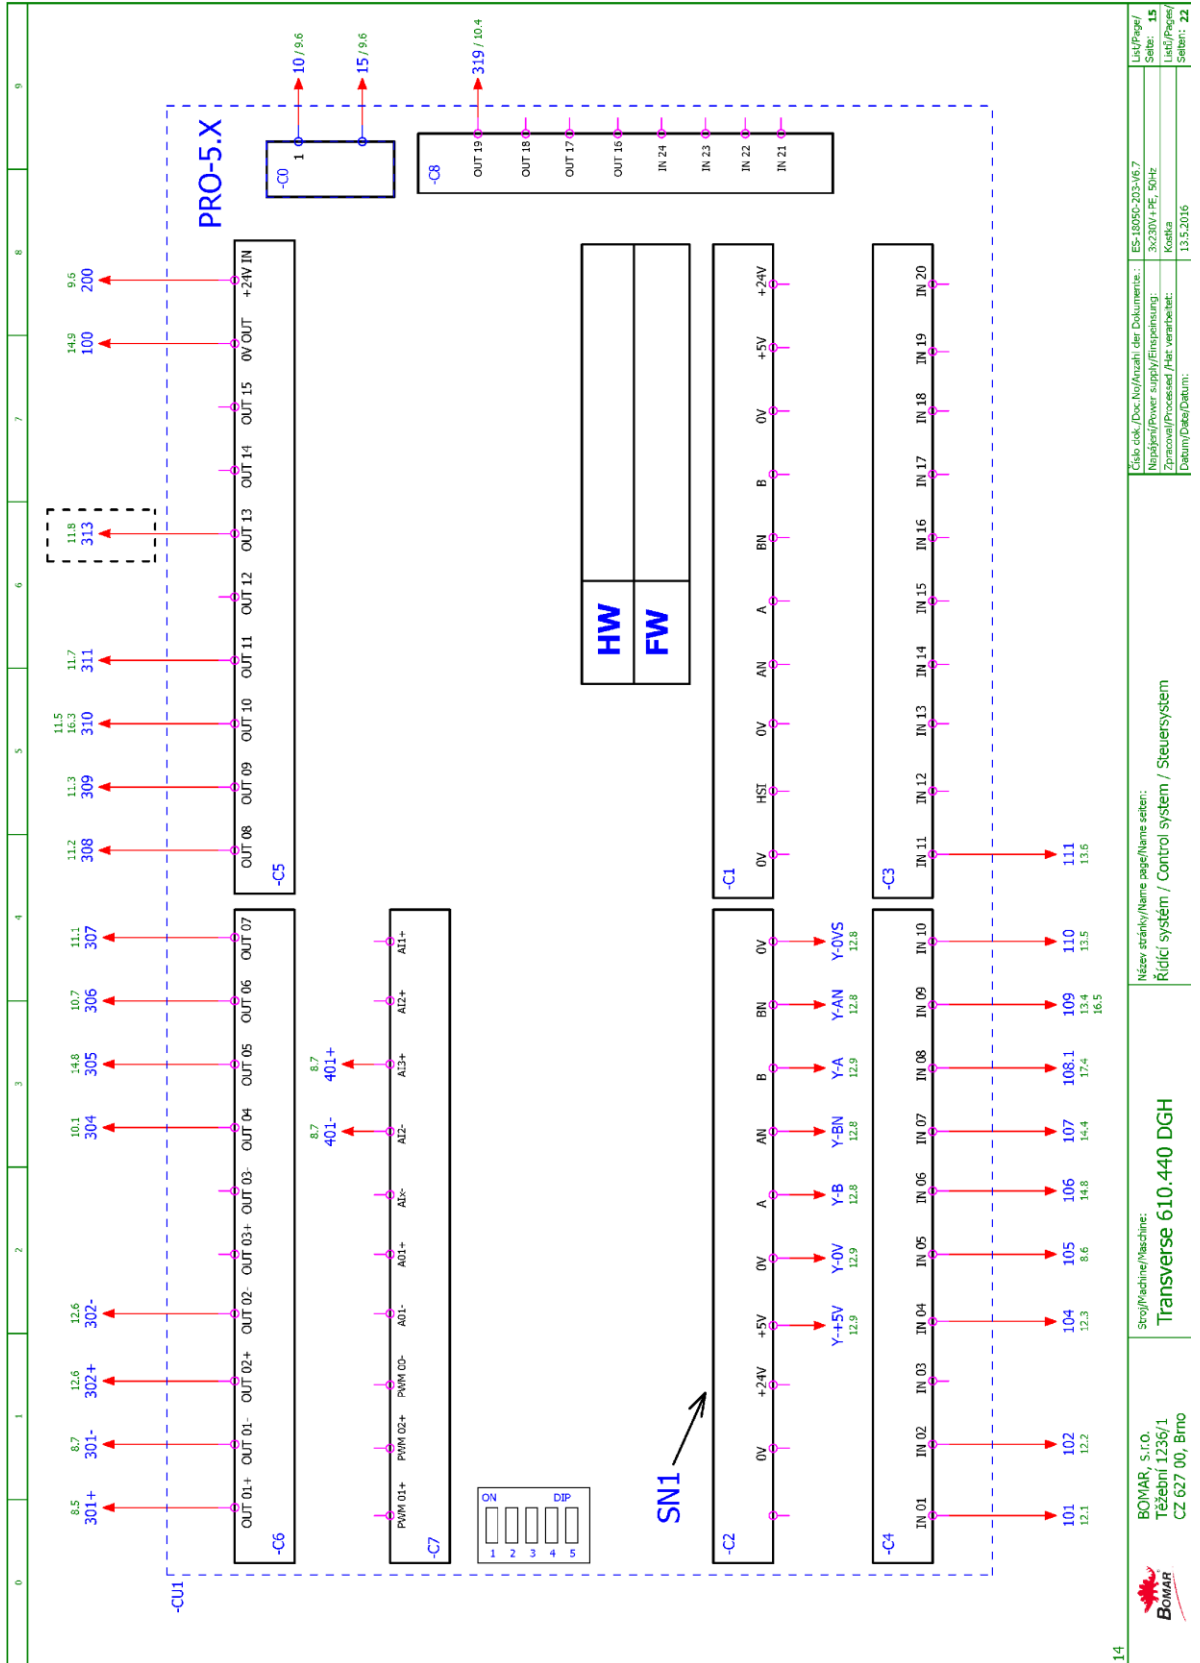 0 1 2 3 4 5 6 7 8 9
8.5 8.7 12.6 12.6 10.1 14.8 10.7 11.1 11.2 11.3 11.5 11.7 11.8 14.9 9.6
16.3
301+ 301- 302+ 302- 304 305 306 307 308 309 310 311 313 100 200
-CU1
PRO-5.X
OUT 01+ OUT 01- OUT 02+ OUT 02- OUT 03+ OUT 03- OUT 04 OUT 05 OUT 06 OUT 07
-C6
OUT 08 OUT 09 OUT 10 OUT 11 OUT 12 OUT 13 OUT 14 OUT 15 0V OUT +24V IN
-C5
-C0
1
10 / 9.6
15 / 9.6
8.7 8.7
401- 401+
PWM 01+ PWM 02+ PWM 00- A01- A01+ AIx- AI2- AI3+ AI2+ AI1+
-C7
-C8
OUT 19
319 / 10.4
OUT 18
OUT 17
OUT 16
IN 24
IN 23
IN 22
IN 21
ON
DIP
1 2 3 4 5
HW
FW
SN1
-C2
0V +24V +5V 0V A AN B BN 0V
Y-+5V Y-0V Y-B Y-BN Y-A Y-AN Y-0VS
12.9 12.9 12.8 12.8 12.9 12.8 12.8
-C1
0V HSI 0V AN A BN B 0V +5V +24V
-C4
IN 01 IN 02 IN 03 IN 04 IN 05 IN 06 IN 07 IN 08 IN 09 IN 10
-C3
IN 11 IN 12 IN 13 IN 14 IN 15 IN 16 IN 17 IN 18 IN 19 IN 20
101 102 104 105 106 107 108.1 109 110 111
12.1 12.2 12.3 8.6 14.8 14.4 17.4 13.4 13.5 13.6
16.5
14
BOMAR
BOMAR, s.r.o.
Těžební 1236/1
CZ 627 00, Brno
Stroj/Machine/Maschine:
Transverse 610.440 DGH
Název stránky/Name page/Name seiten:
Řídící systém / Control system / Steuersystem
Číslo dok./Doc.No/Anzahl der Dokumente.: ES-18050-203-V6.7
Napájení/Power supply/Einspeinsung: 3x230V+PE, 50Hz
Zpracoval/Processed /Hat verarbeitet: Kostka
Datum/Date/Datum: 13.5.2016
List/Page/
Seite: 15
Listů/Pages/
Seiten: 22